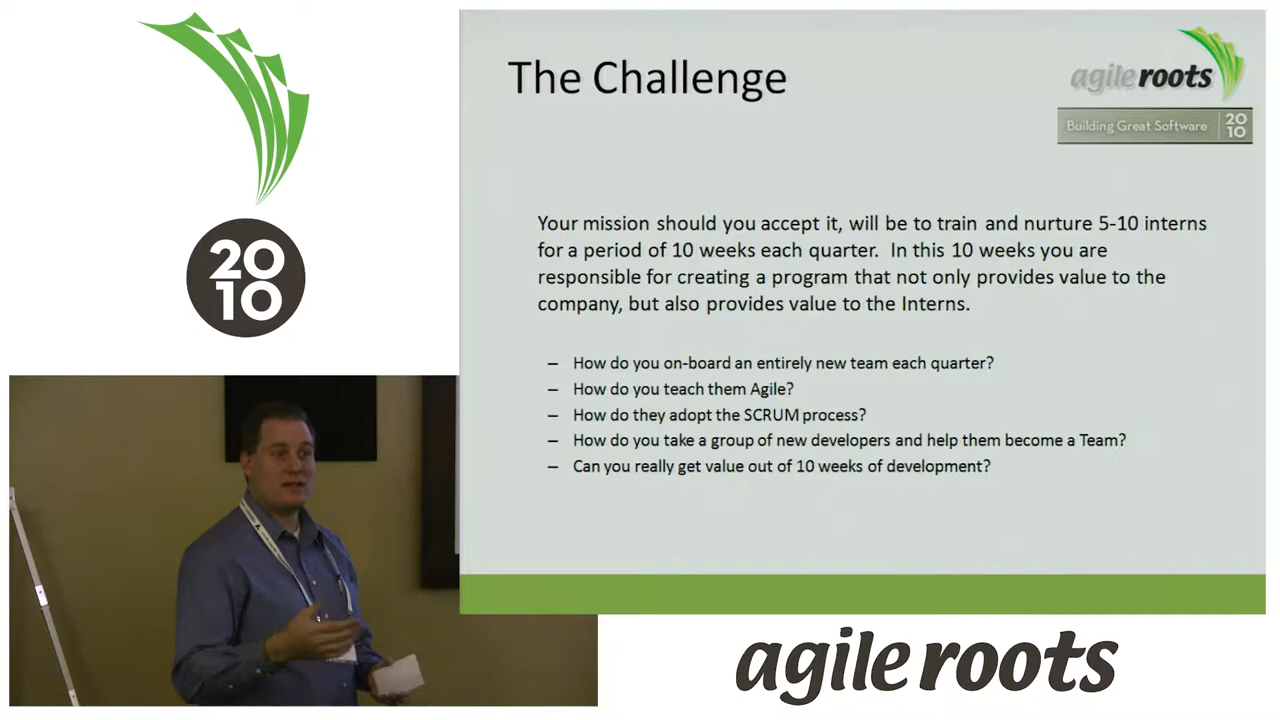 20
10
The Challenge
agile roots
Building Great Software
20
10
Your mission should you accept it, will be to train and nurture 5-10 interns
for a period of 10 weeks each quarter.  In this 10 weeks you are
responsible for creating a program that not only provides value to the
company, but also provides value to the Interns.
– How do you on-board an entirely new team each quarter?
– How do you teach them Agile?
– How do they adopt the SCRUM process?
– How do you take a group of new developers and help them become a Team?
– Can you really get value out of 10 weeks of development?
agile roots